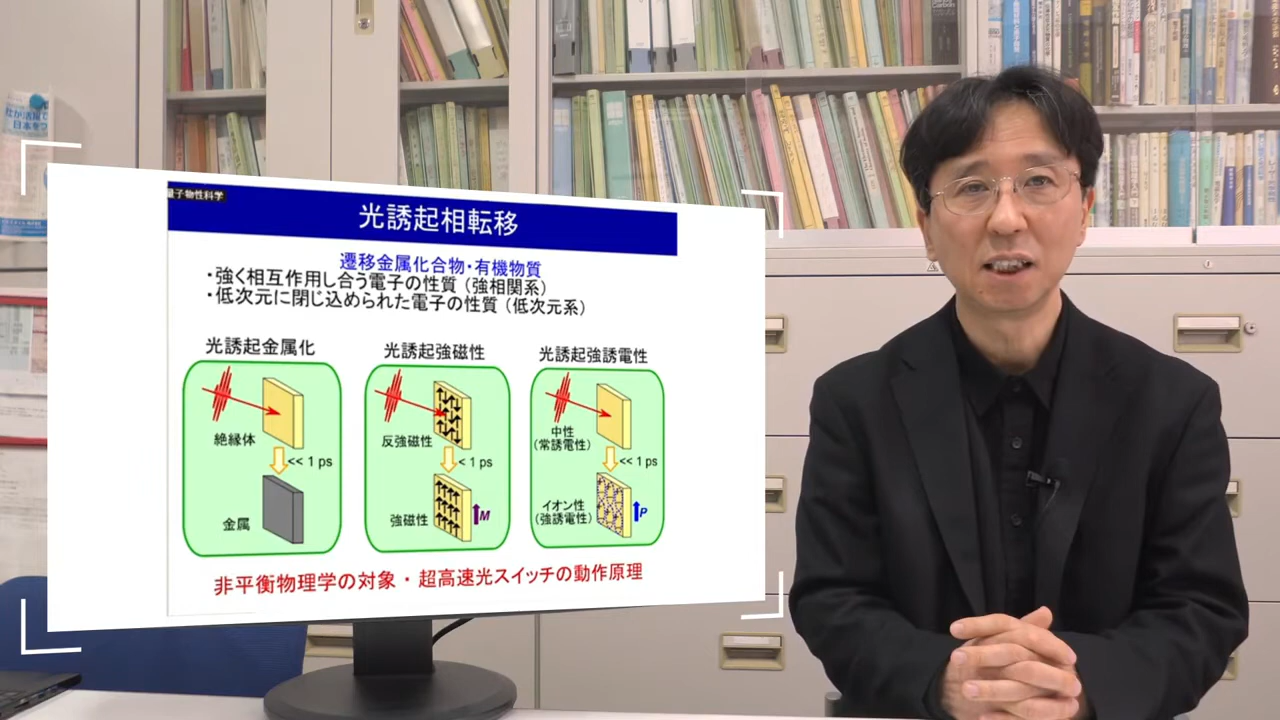 量子物性科学
光誘起相転移
遷移金属化合物・有機物質
・強く相互作用し合う電子の性質（強相関系）
・低次元に閉じ込められた電子の性質（低次元系）
光誘起金属化
絶縁体
<< 1 ps
金属
光誘起強磁性
反強磁性
< 1 ps
強磁性
M
光誘起強誘電性
中性
（常誘電性）
<< 1 ps
イオン性
（強誘電性）
P
非平衡物理学の対象・超高速光スイッチの動作原理
日本をつ